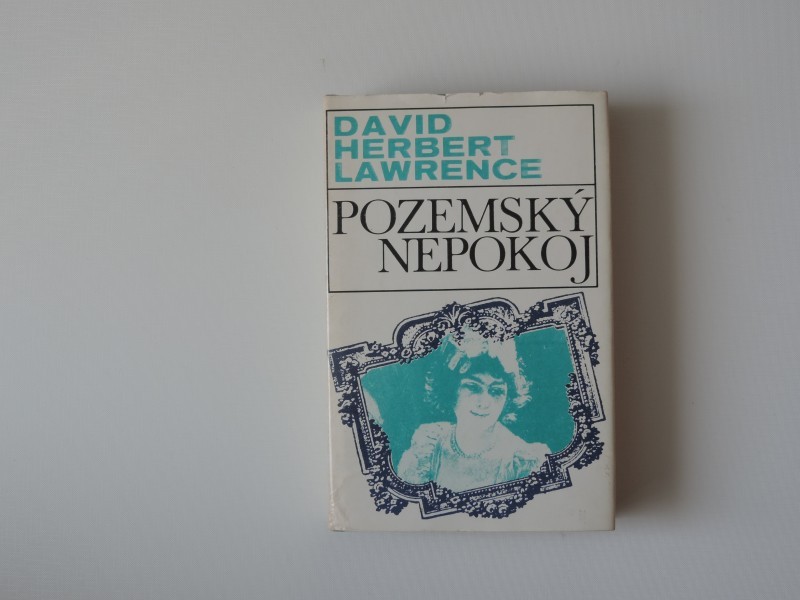 DAVID
HERBERT
LAWRENCE
POZEMSKÝ
NEPOKOJ